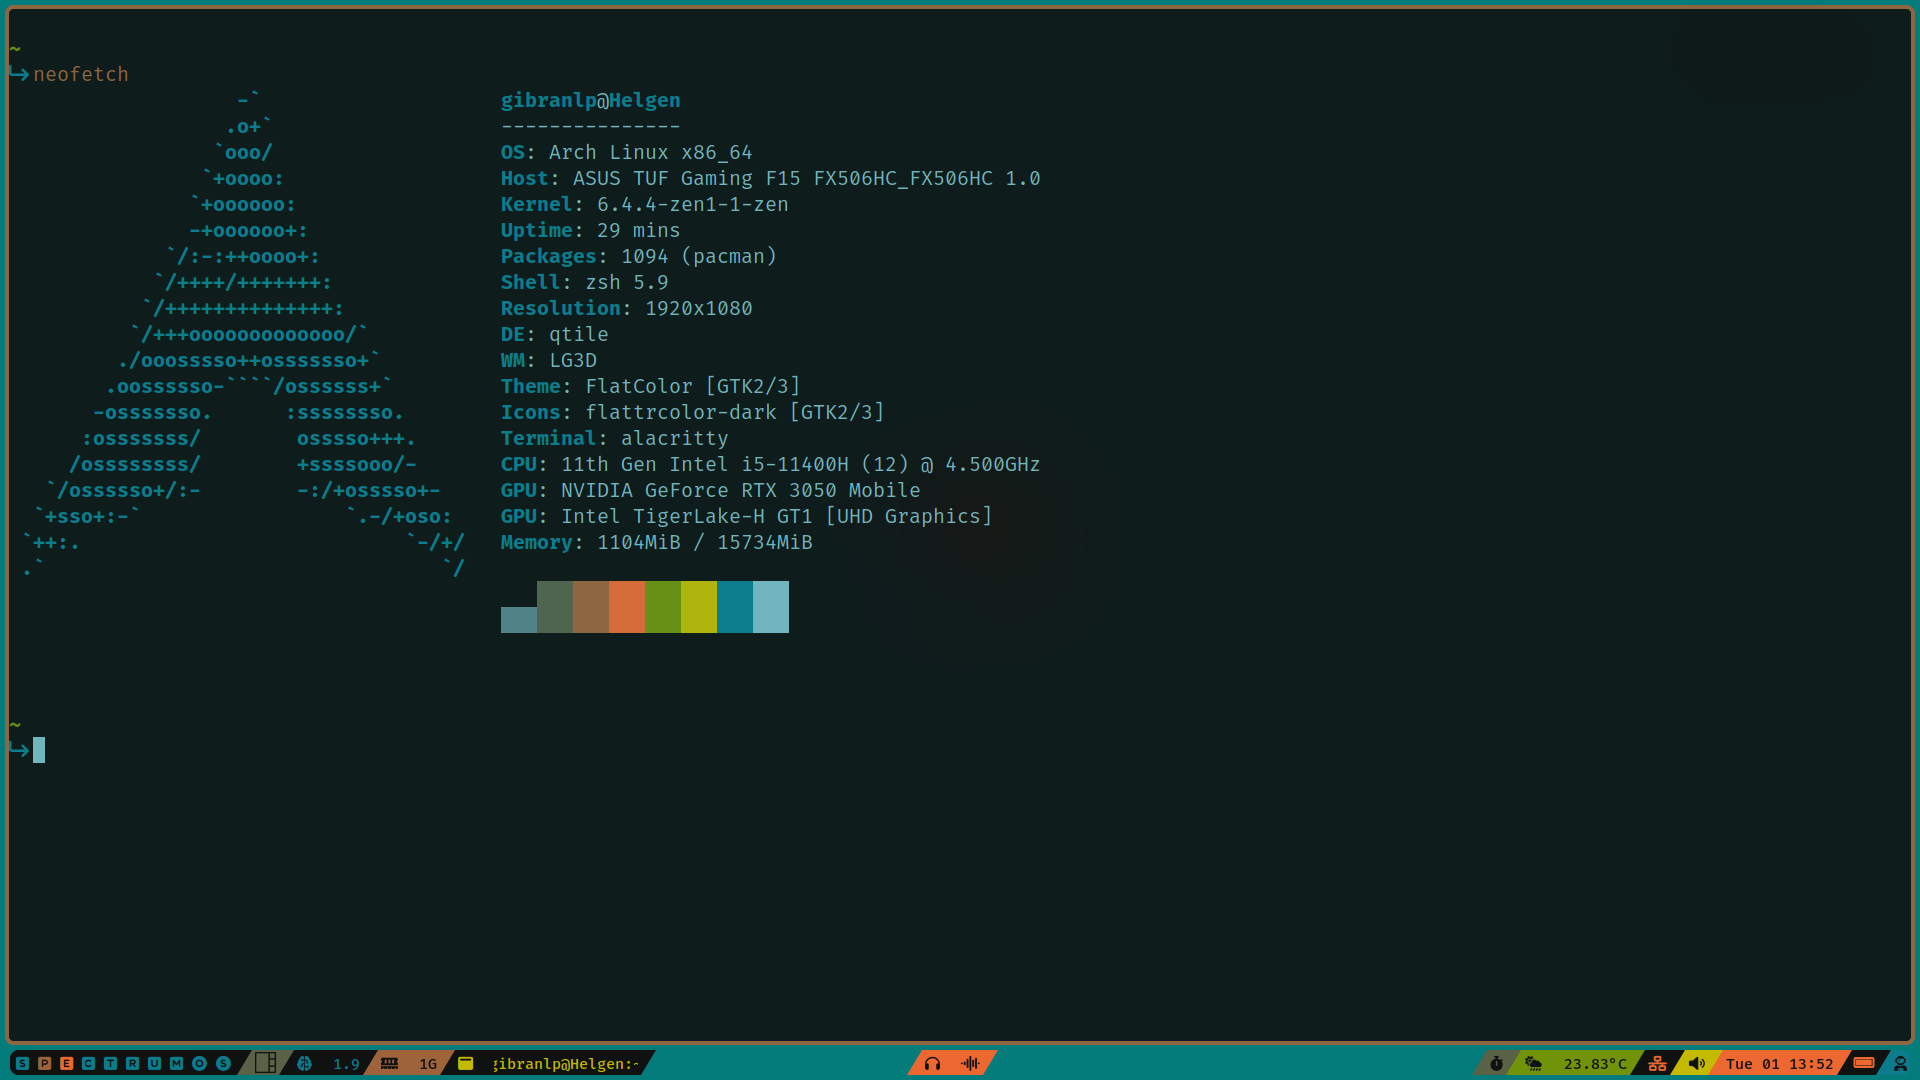 ~
neofetch
-`
.o+`
`ooo/
`+oooo:
`+oooooo:
-+oooooo+:
`/:-:++oooo+:
`/++++/+++++++:
`/++++++++++++++:
`/+++ooooooooooooo/`
./ooosssso++osssssso+`
.oossssso-````/ossssss+`
-osssssso.      :ssssssso.
:osssssss/        osssso+++.
/ossssssss/        +ssssooo/-
`/ossssso+/:-        -:/+osssso+-
`+sso+:-`                 `.-/+oso:
`++:.                           `-/+/
.`                                 `/
gibranlp@Helgen
---------------
OS: Arch Linux x86_64
Host: ASUS TUF Gaming F15 FX506HC_FX506HC 1.0
Kernel: 6.4.4-zen1-1-zen
Uptime: 29 mins
Packages: 1094 (pacman)
Shell: zsh 5.9
Resolution: 1920x1080
DE: qtile
WM: LG3D
Theme: FlatColor [GTK2/3]
Icons: flattrcolor-dark [GTK2/3]
Terminal: alacritty
CPU: 11th Gen Intel i5-11400H (12) @ 4.500GHz
GPU: NVIDIA GeForce RTX 3050 Mobile
GPU: Intel TigerLake-H GT1 [UHD Graphics]
Memory: 1104MiB / 15734MiB
~
S P E C T R U M O S 1.9 1G gibranlp@Helgen:~ 23.83°C Tue 01 13:52